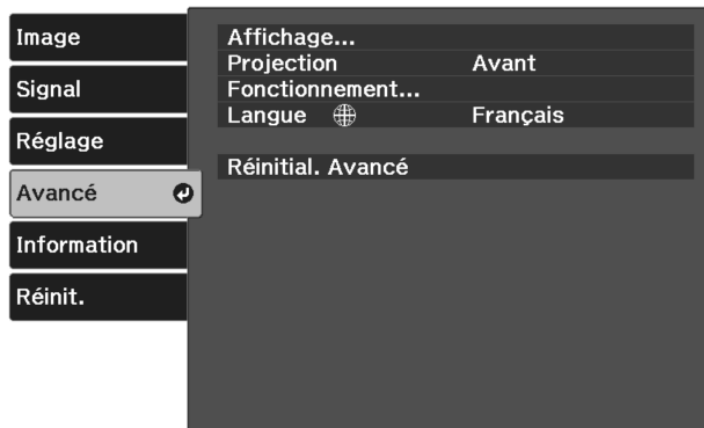 Image
Signal
Réglage
Avancé
Information
Réinit.
Affichage...
Projection Avant
Fonctionnement...
Langue Français
Réinitial. Avancé